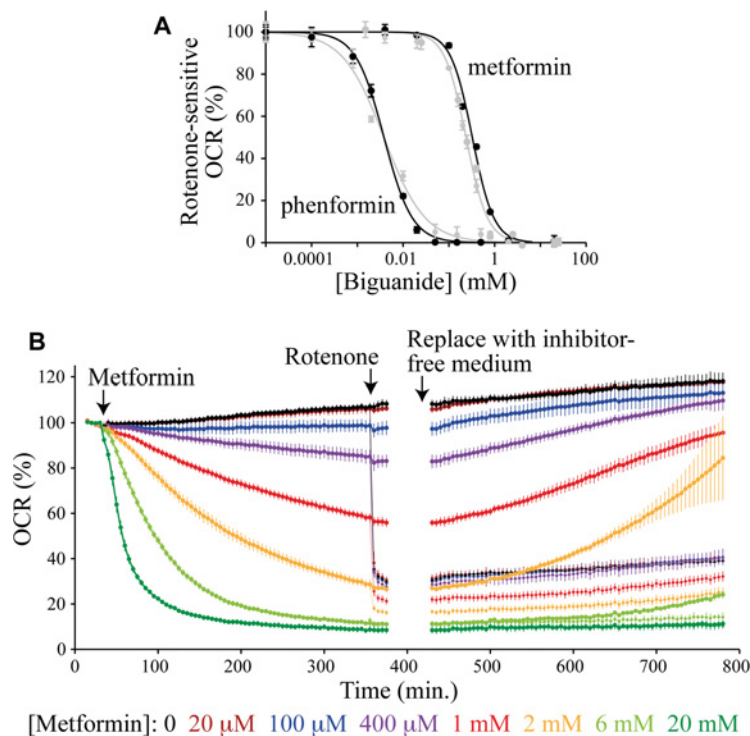 A
Rotenone-sensitive
OCR (%)
100
80
60
40
20
0
metformin
phenformin
0.0001
0.01
1
100
[Biguanide] (mM)
B
Metformin
Rotenone
Replace with inhibitor-
free medium
OCR (%)
120
100
80
60
40
20
0
0
100
200
300
400
500
600
700
800
Time (min.)
[Metformin]: 0 20 µM 100 µM 400 µM 1 mM 2 mM 6 mM 20 mM